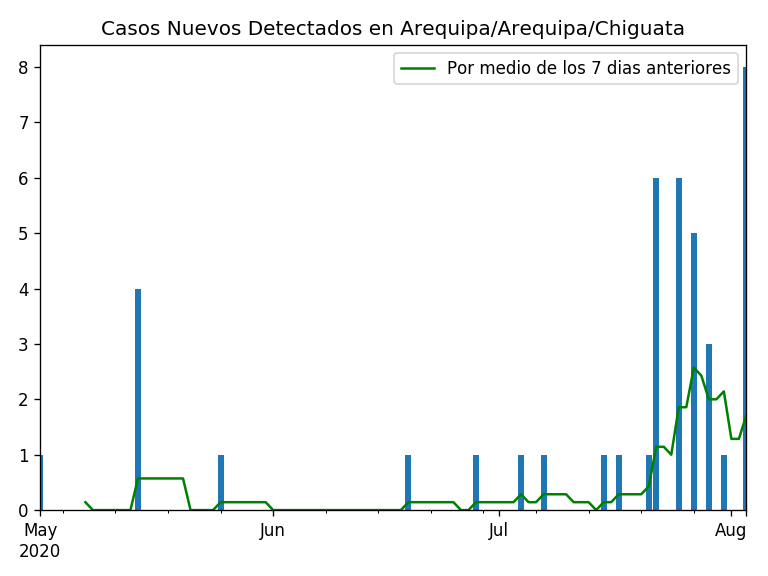 Casos Nuevos Detectados en Arequipa/Arequipa/Chiguata
Por medio de los 7 dias anteriores
8
7
6
5
4
3
2
1
0
May
2020
Jun
Jul
Aug